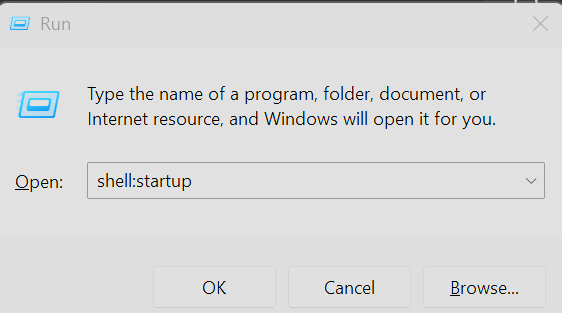 Run
Type the name of a program, folder, document, or
Internet resource, and Windows will open it for you.
Open: shell:startup
OK Cancel Browse...